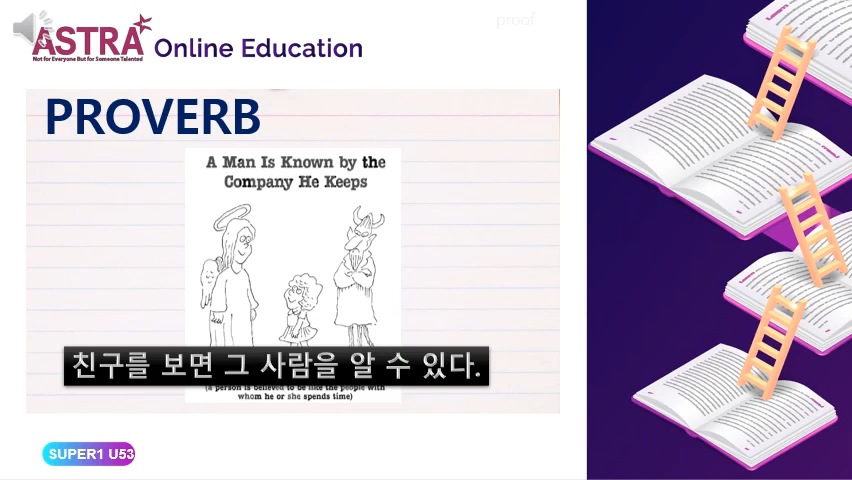 proof
ASTRA Online Education
Not for Everyone But for Someone Talented
PROVERB
A Man Is Known by the
Company He Keeps
친구를 보면 그 사람을 알 수 있다.
(a person is believed to be like the people with
whom he or she spends time)
SUPER1 U53